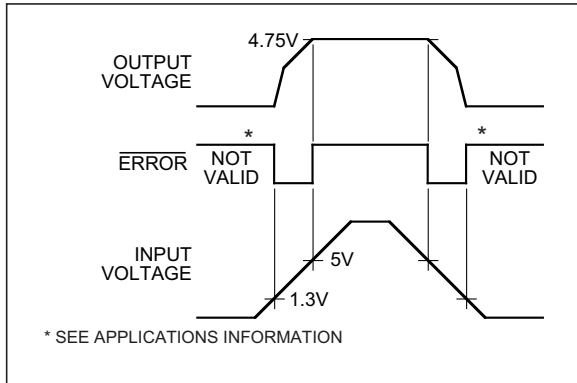 4.75V
OUTPUT
VOLTAGE
*
*
ERROR
NOT
VALID
NOT
VALID
INPUT
VOLTAGE
5V
1.3V
* SEE APPLICATIONS INFORMATION